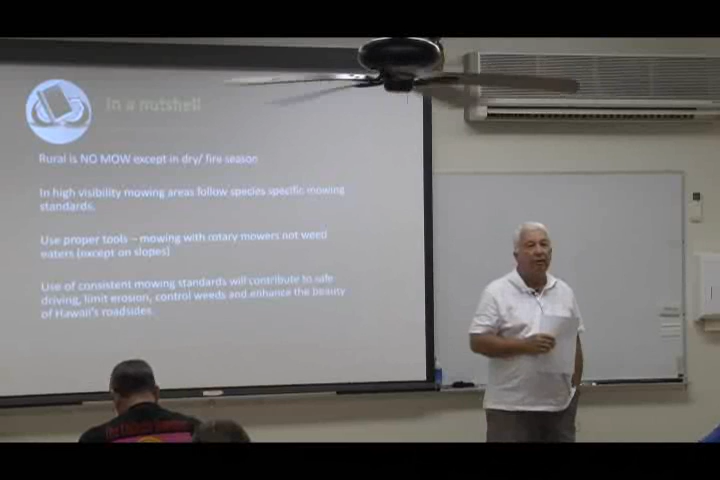 In a nutshell
Rural is NO MOW except in dry/ fire season
In high visibility mowing areas follow species specific mowing
standards.
Use proper tools – mowing with rotary mowers not weed
eaters (except on slopes)
Use of consistent mowing standards will contribute to safe
driving, limit erosion, control weeds and enhance the beauty
of Hawaii's roadsides.